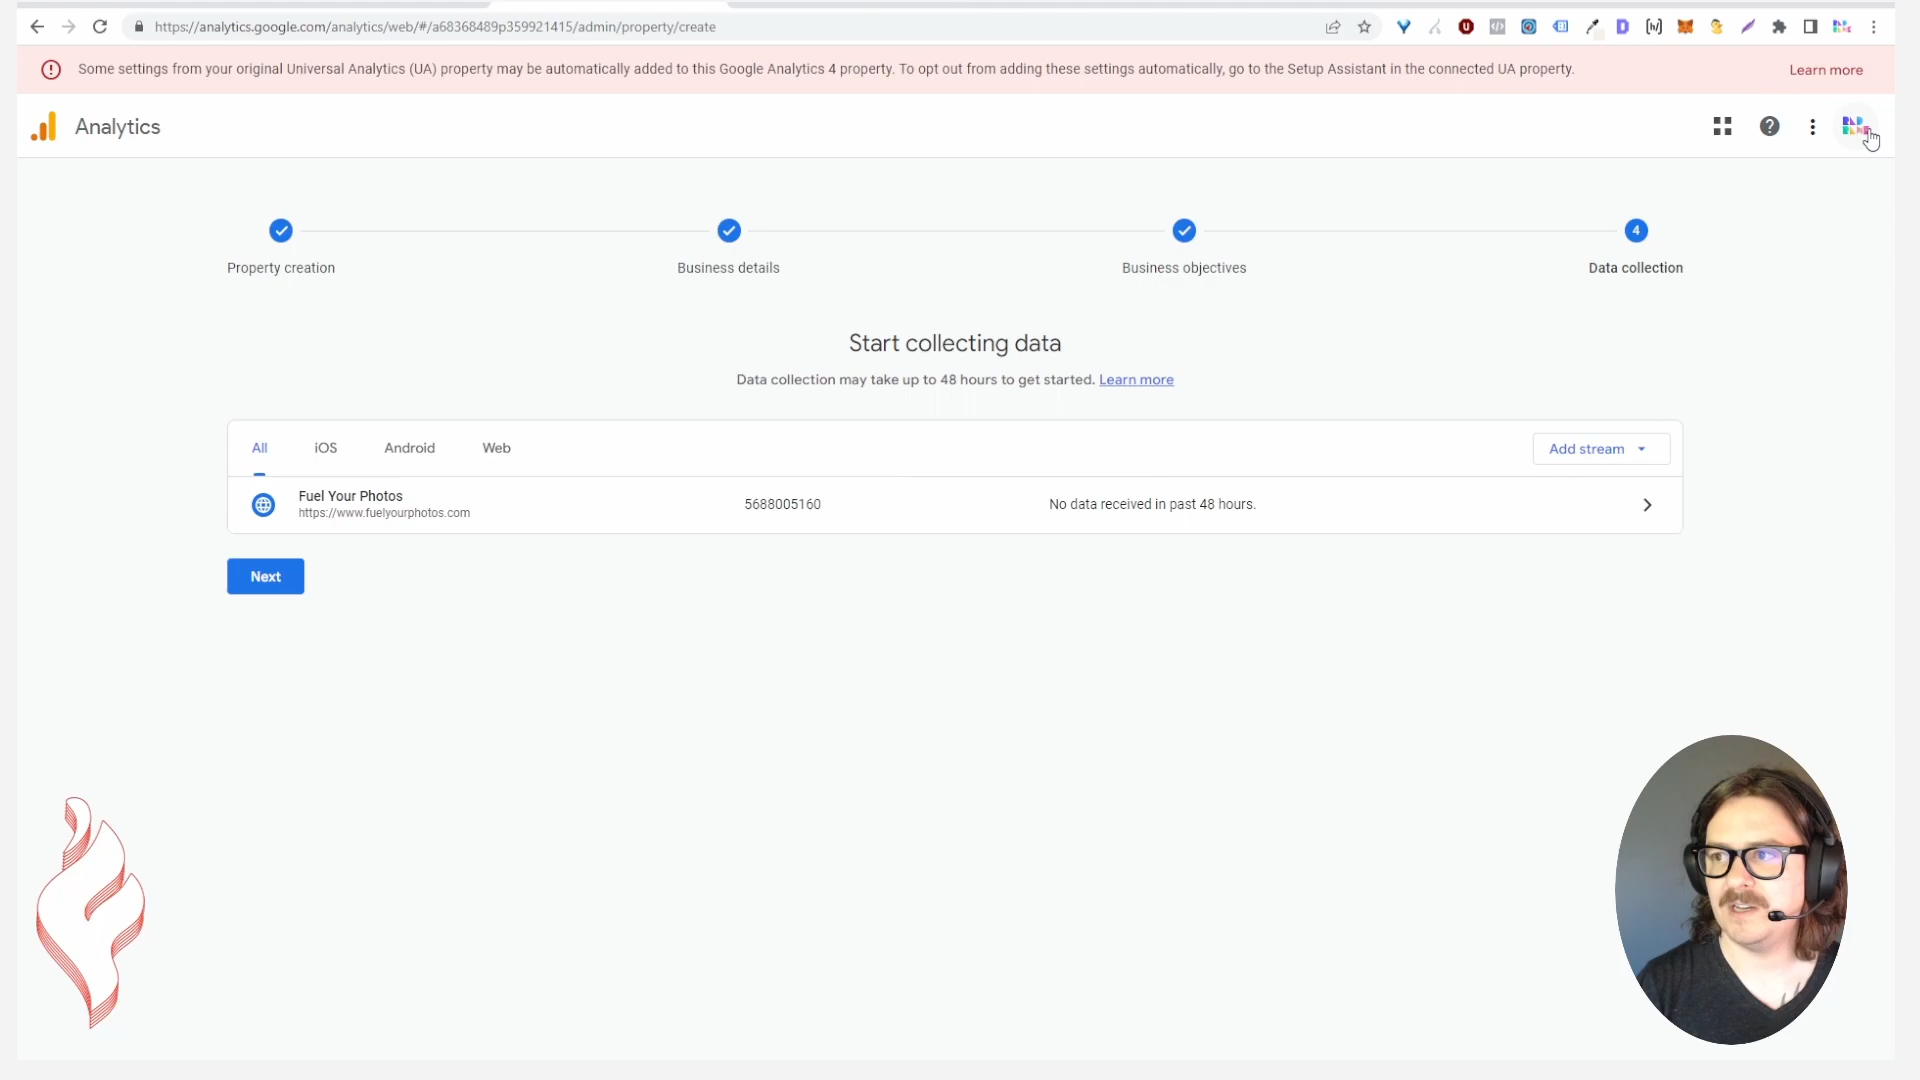 https://analytics.google.com/analytics/web/#/a68368489p359921415/admin/property/create
Some settings from your original Universal Analytics (UA) property may be automatically added to this Google Analytics 4 property. To opt out from adding these settings automatically, go to the Setup Assistant in the connected UA property.
Learn more
Analytics
4
Property creation
Business details
Business objectives
Data collection
Start collecting data
Data collection may take up to 48 hours to get started. Learn more
All
iOS
Android
Web
Add stream
Fuel Your Photos
https://www.fuelyourphotos.com
5688005160
No data received in past 48 hours.
Next